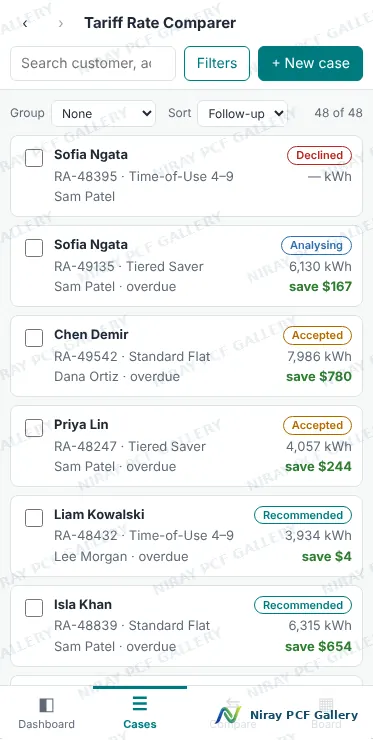 ‹ › Tariff Rate Comparer
Search customer, ac
Filters
+ New case
Group None Sort Follow-up 48 of 48
Sofia Ngata Declined
RA-48395 · Time-of-Use 4–9 — kWh
Sam Patel
Sofia Ngata Analysing
RA-49135 · Tiered Saver 6,130 kWh
Sam Patel · overdue save $167
Chen Demir Accepted
RA-49542 · Standard Flat 7,986 kWh
Dana Ortiz · overdue save $780
Priya Lin Accepted
RA-48247 · Tiered Saver 4,057 kWh
Sam Patel · overdue save $244
Liam Kowalski Recommended
RA-48432 · Time-of-Use 4–9 3,934 kWh
Lee Morgan · overdue save $4
Isla Khan Recommended
RA-48839 · Standard Flat 6,315 kWh
Sam Patel · overdue save $654
Dashboard Cases Compare Board
Niray PCF Gallery
NIRAY PCF GALLERY